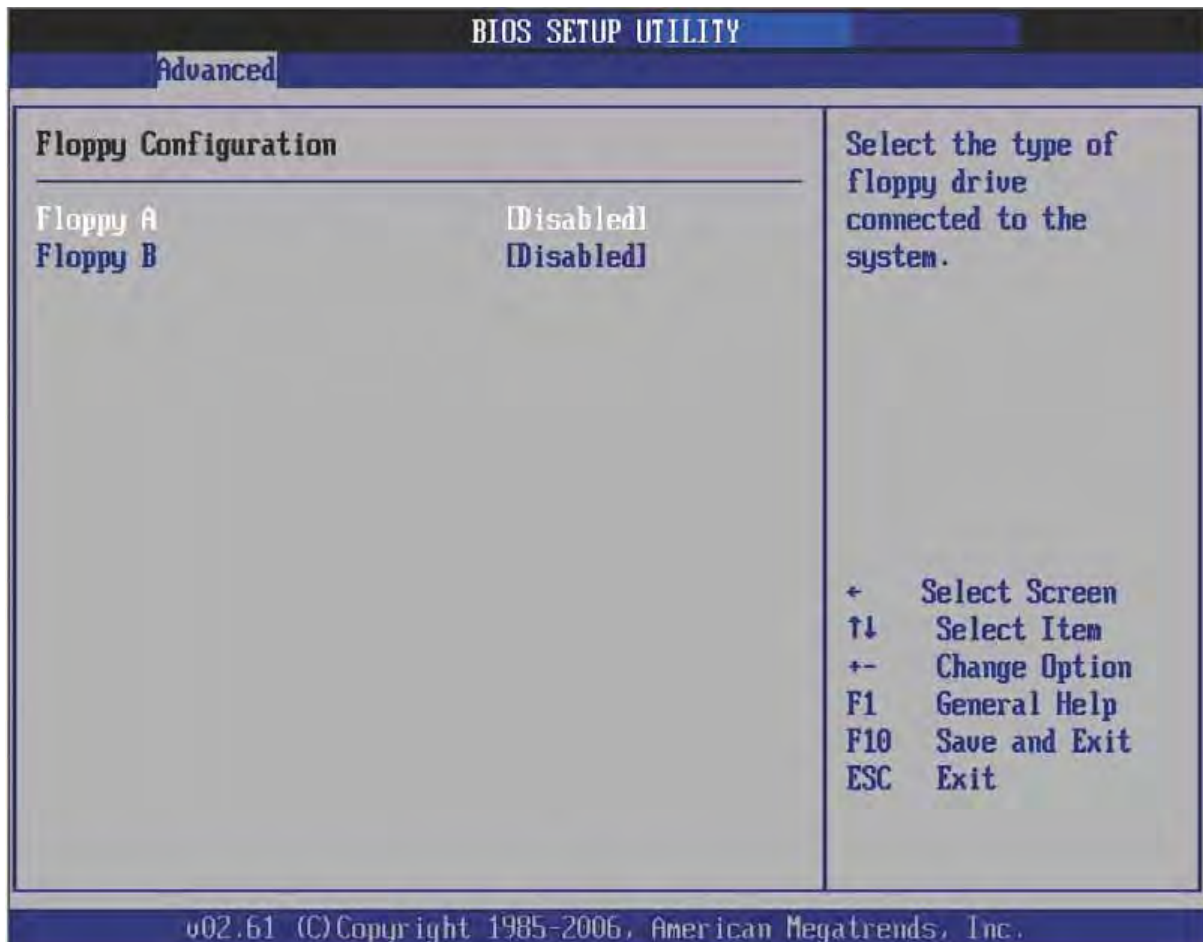 BIOS SETUP UTILITY
Advanced
Floppy Configuration
Floppy A [Disabled]
Floppy B [Disabled]
Select the type of
floppy drive
connected to the
system.
← Select Screen
↑↓ Select Item
+- Change Option
F1 General Help
F10 Save and Exit
ESC Exit
v02.61 (C)Copyright 1985-2006, American Megatrends, Inc.